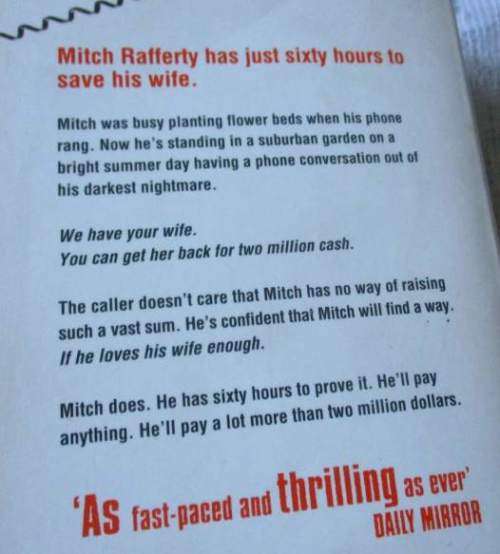 Mitch Rafferty has just sixty hours to
save his wife.
Mitch was busy planting flower beds when his phone
rang. Now he's standing in a suburban garden on a
bright summer day having a phone conversation out of
his darkest nightmare.
We have your wife.
You can get her back for two million cash.
The caller doesn't care that Mitch has no way of raising
such a vast sum. He's confident that Mitch will find a way.
If he loves his wife enough.
Mitch does. He has sixty hours to prove it. He'll pay
anything. He'll pay a lot more than two million dollars.
'As fast-paced and thrilling as ever'
DAILY MIRROR